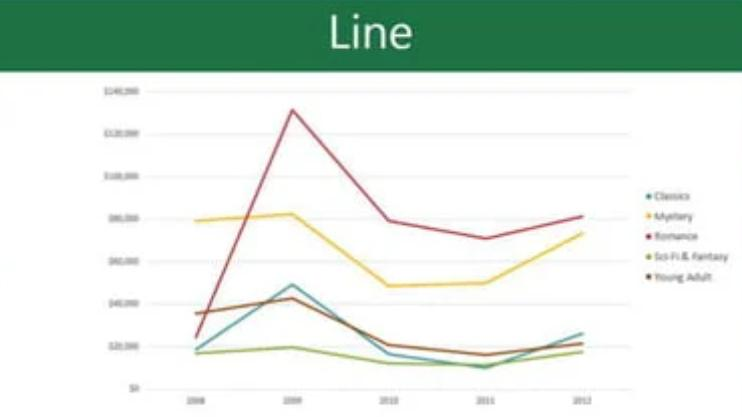 Line
$140,000
$120,000
$100,000
$80,000
$60,000
$40,000
$20,000
$0
2008
2009
2010
2011
2012
Classics
Mystery
Romance
Sci-Fi & Fantasy
Young Adult